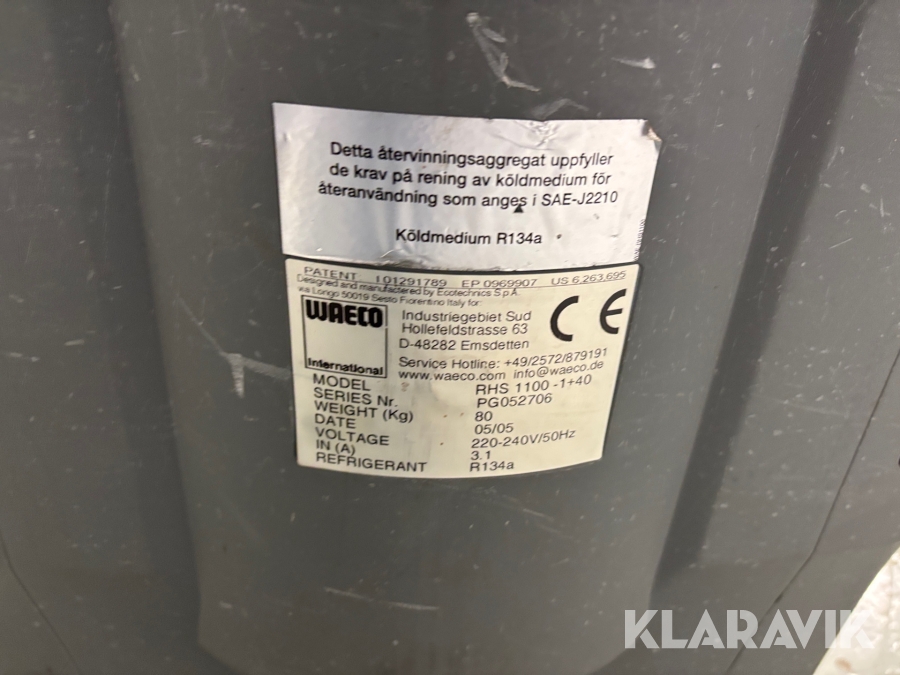 Detta återvinningsaggregat uppfyller
de krav på rening av köldmedium för
återanvändning som anges i SAE-J2210
Köldmedium R134a
PATENT I 01291789 EP 0969907 US 6,263,695
Designed and manufactured by Ecotechnics S.p.A.
via Longo 50019 Sesto Fiorentino Italy for:
WAECO
International
Industriegebiet Sud
Hollefeldstrasse 63
D-48282 Emsdetten
CE
Service Hotline: +49/2572/879191
www.waeco.com info@waeco.de
MODEL RHS 1100 -1+40
SERIES Nr. PG052706
WEIGHT (Kg) 80
DATE 05/05
VOLTAGE 220-240V/50Hz
IN (A) 3.1
REFRIGERANT R134a
KLARAVIK